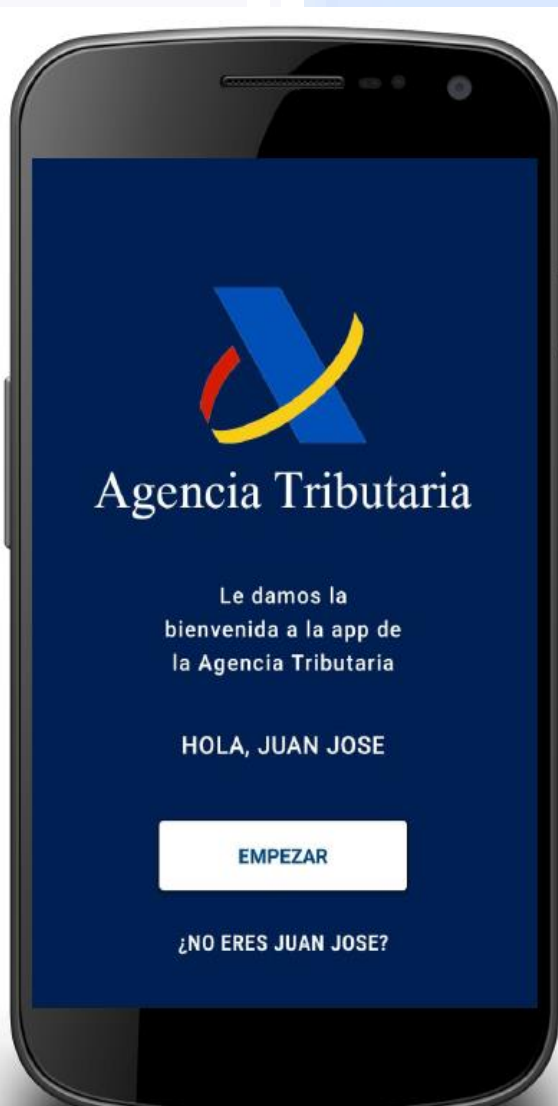 Agencia Tributaria
Le damos la
bienvenida a la app de
la Agencia Tributaria
HOLA, JUAN JOSE
EMPEZAR
¿NO ERES JUAN JOSE?